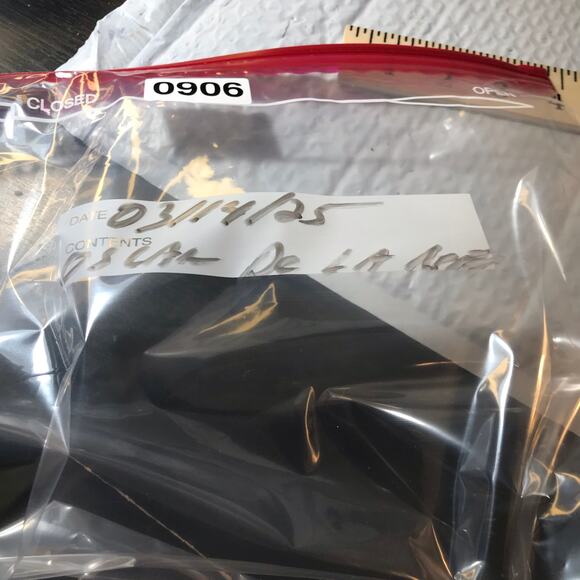 0906
CLOSED
OPEN
DATE 03/14/25
CONTENTS
OSCAR De LA